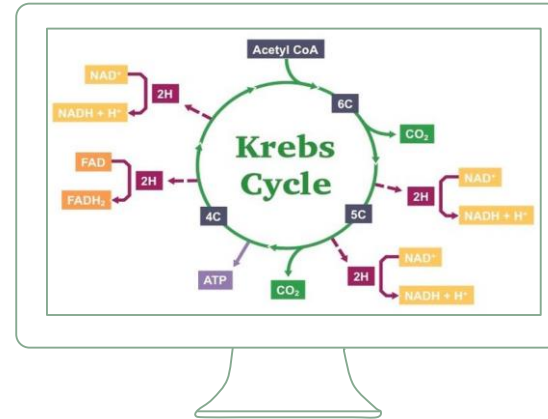 Acetyl CoA
NAD⁺
2H
6C
NADH + H⁺
CO₂
Krebs
Cycle
FAD
2H
FADH₂
NAD⁺
2H
NADH + H⁺
4C
5C
NAD⁺
ATP
CO₂
2H
NADH + H⁺